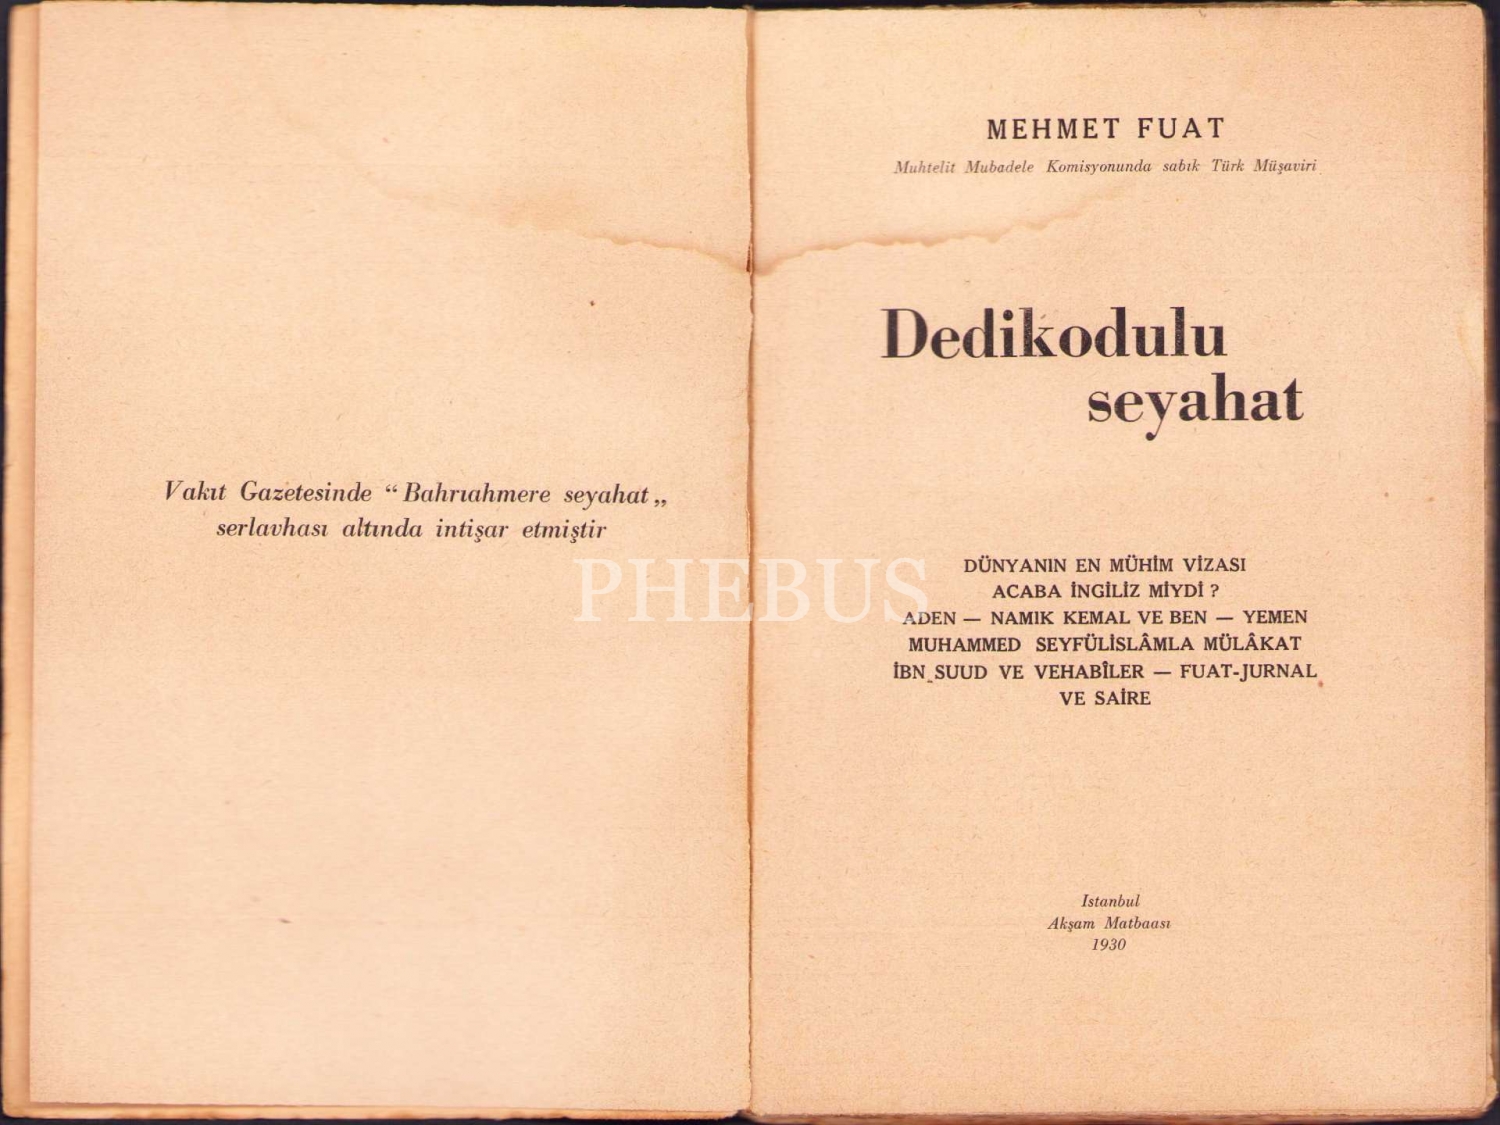 Vakıt Gazetesinde “Bahrıahmere seyahat„
serlavhası altında intişar etmiştir
PHEBUS
MEHMET FUAT
Muhtelit Mubadele Komisyonunda sabık Türk Müşaviri
Dedikodulu
seyahat
DÜNYANIN EN MÜHİM VİZASI
ACABA İNGİLİZ MİYDİ ?
ADEN — NAMIK KEMAL VE BEN — YEMEN
MUHAMMED SEYFÜLİSLÂMLA MÜLÂKAT
İBN SUUD VE VEHABÎLER — FUAT-JURNAL
VE SAİRE
Istanbul
Akşam Matbaası
1930